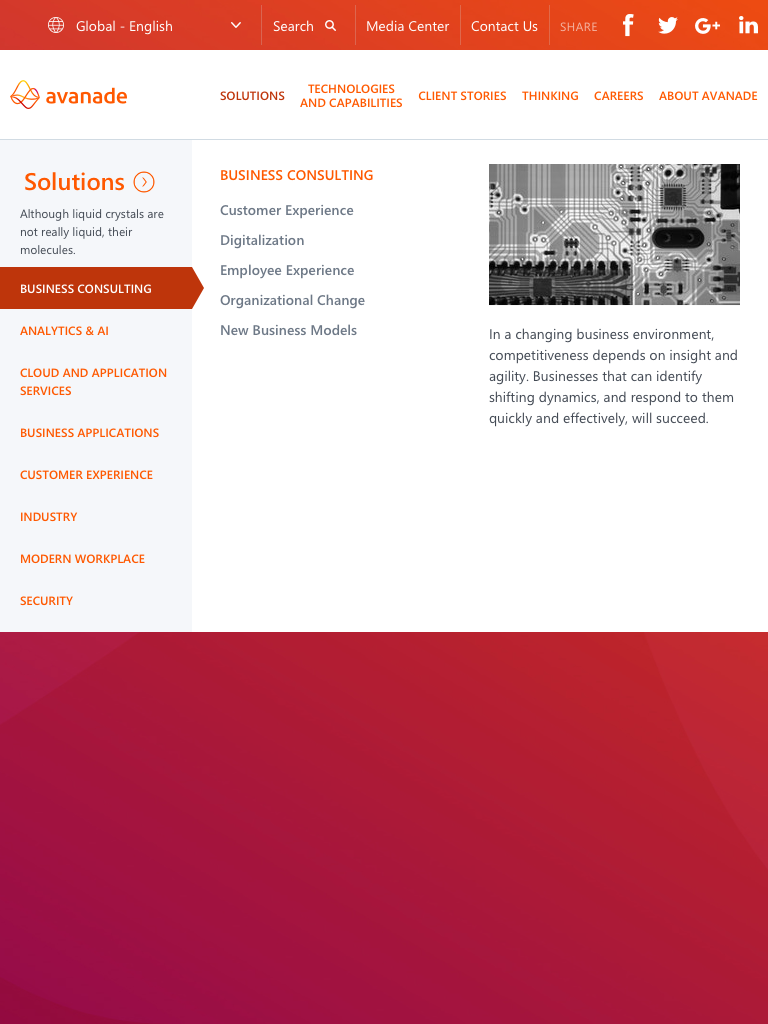 Global - English
Search
Media Center
Contact Us
SHARE
f
G+
in
avanade
SOLUTIONS
TECHNOLOGIES
AND CAPABILITIES
CLIENT STORIES
THINKING
CAREERS
ABOUT AVANADE
Solutions
Although liquid crystals are
not really liquid, their
molecules.
BUSINESS CONSULTING
ANALYTICS & AI
CLOUD AND APPLICATION
SERVICES
BUSINESS APPLICATIONS
CUSTOMER EXPERIENCE
INDUSTRY
MODERN WORKPLACE
SECURITY
BUSINESS CONSULTING
Customer Experience
Digitalization
Employee Experience
Organizational Change
New Business Models
In a changing business environment,
competitiveness depends on insight and
agility. Businesses that can identify
shifting dynamics, and respond to them
quickly and effectively, will succeed.